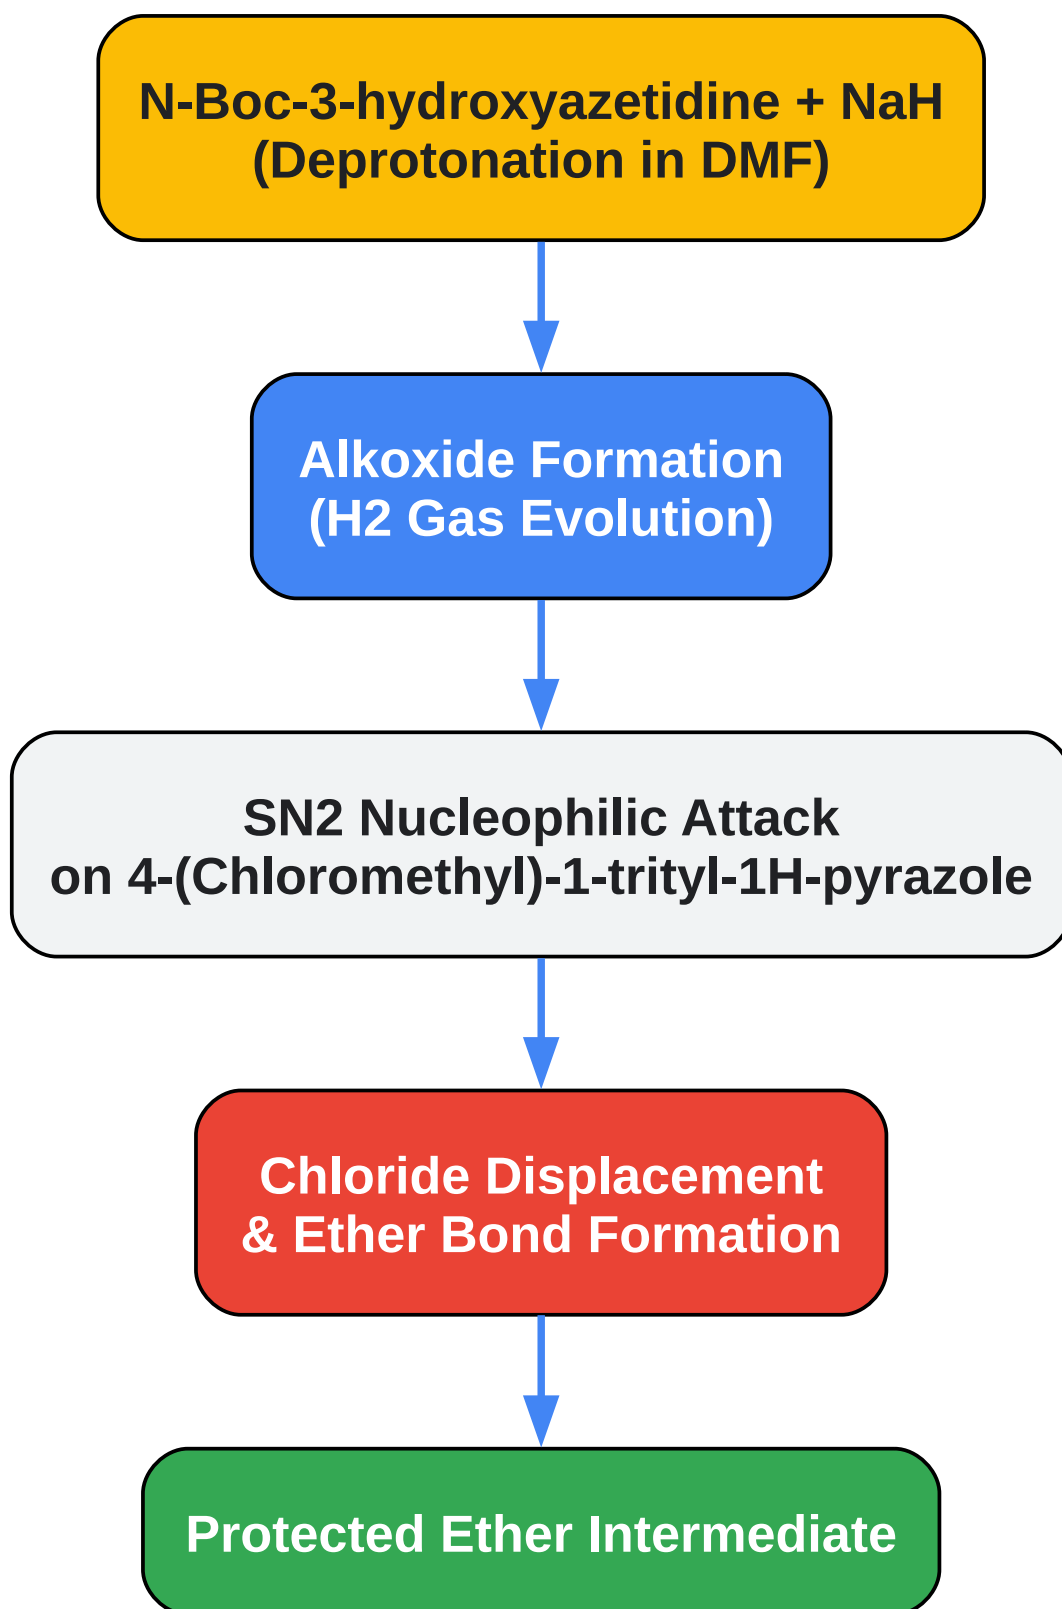 N-Boc-3-hydroxyazetidine + NaH
(Deprotonation in DMF)
Alkoxide Formation
(H2 Gas Evolution)
SN2 Nucleophilic Attack
on 4-(Chloromethyl)-1-trityl-1H-pyrazole
Chloride Displacement
& Ether Bond Formation
Protected Ether Intermediate